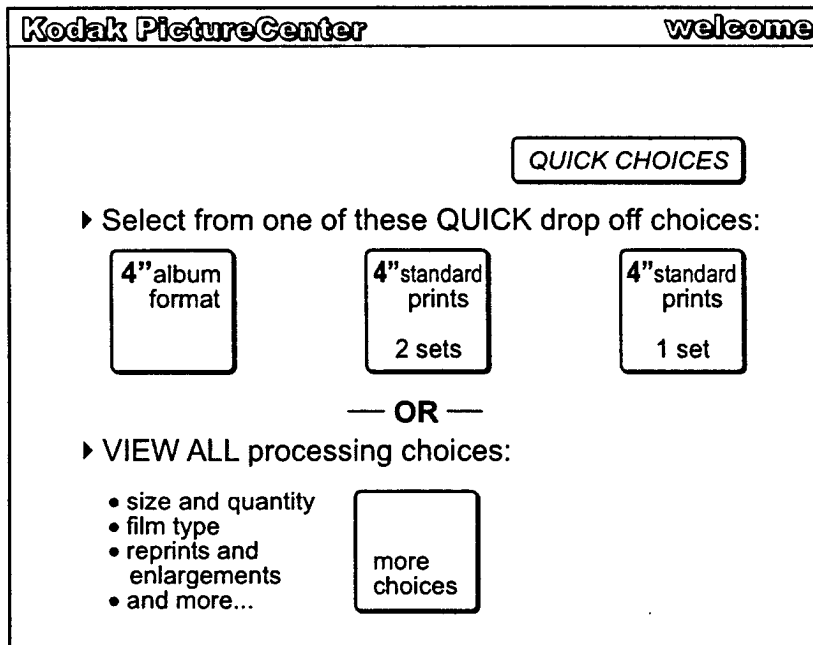 Kodak PictureCenter welcome
QUICK CHOICES
Select from one of these QUICK drop off choices:
4" album
format
4" standard
prints
2 sets
4" standard
prints
1 set
— OR —
VIEW ALL processing choices:
• size and quantity
• film type
• reprints and
enlargements
• and more...
more
choices